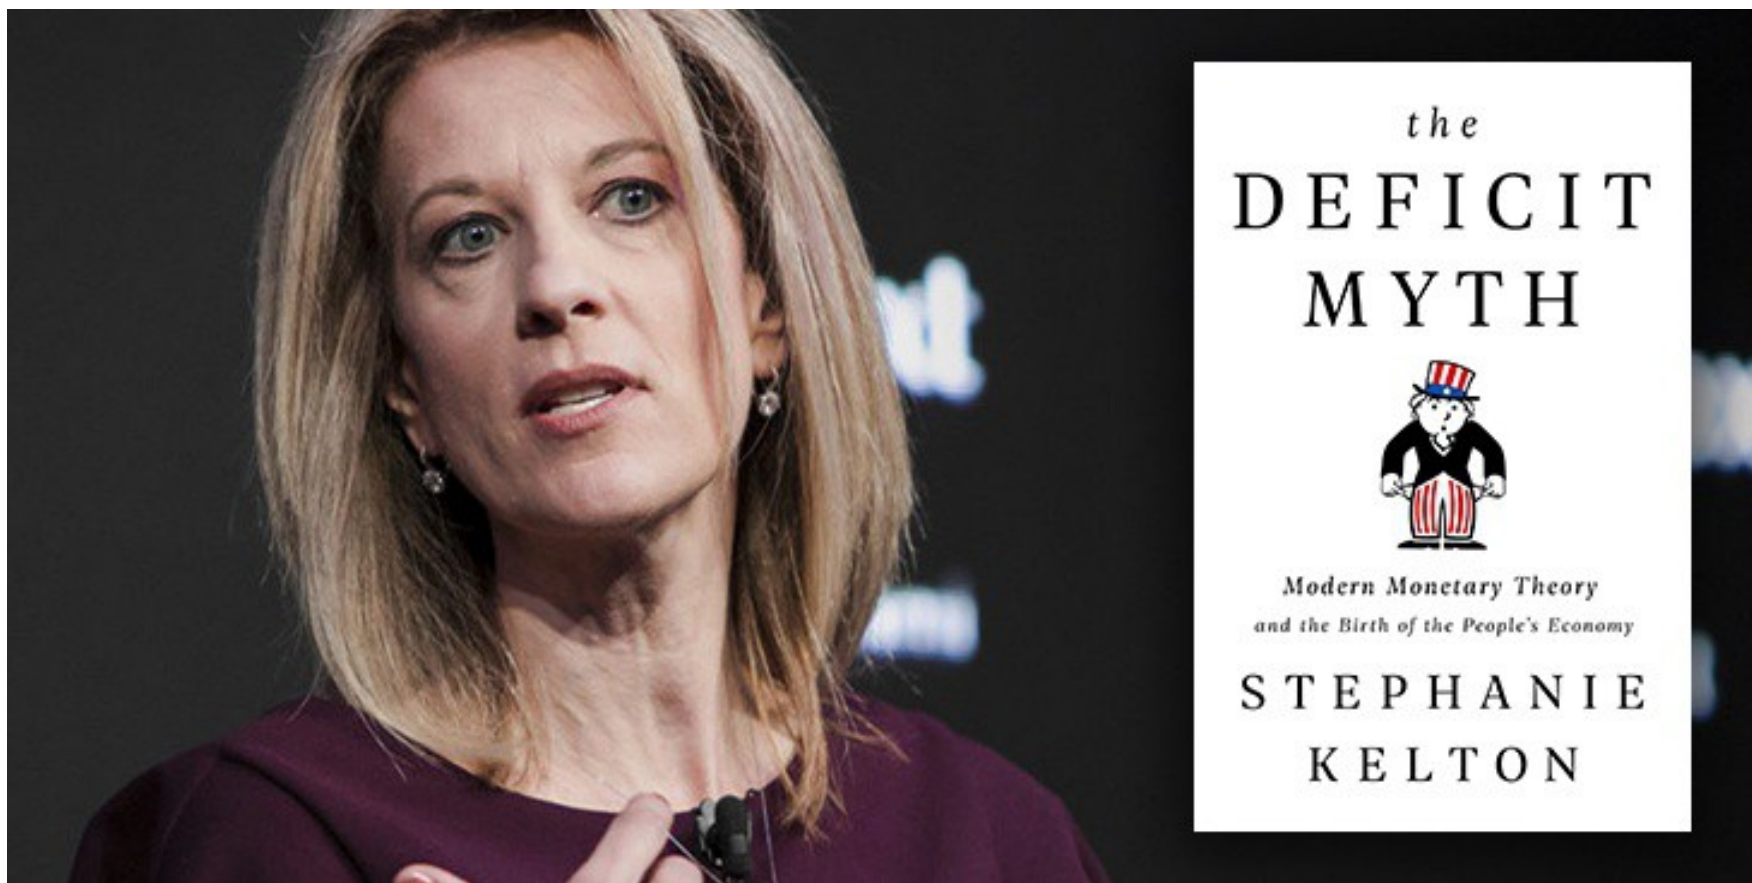 the
DEFICIT
MYTH
Modern Monetary Theory
and the Birth of the People's Economy
STEPHANIE
KELTON